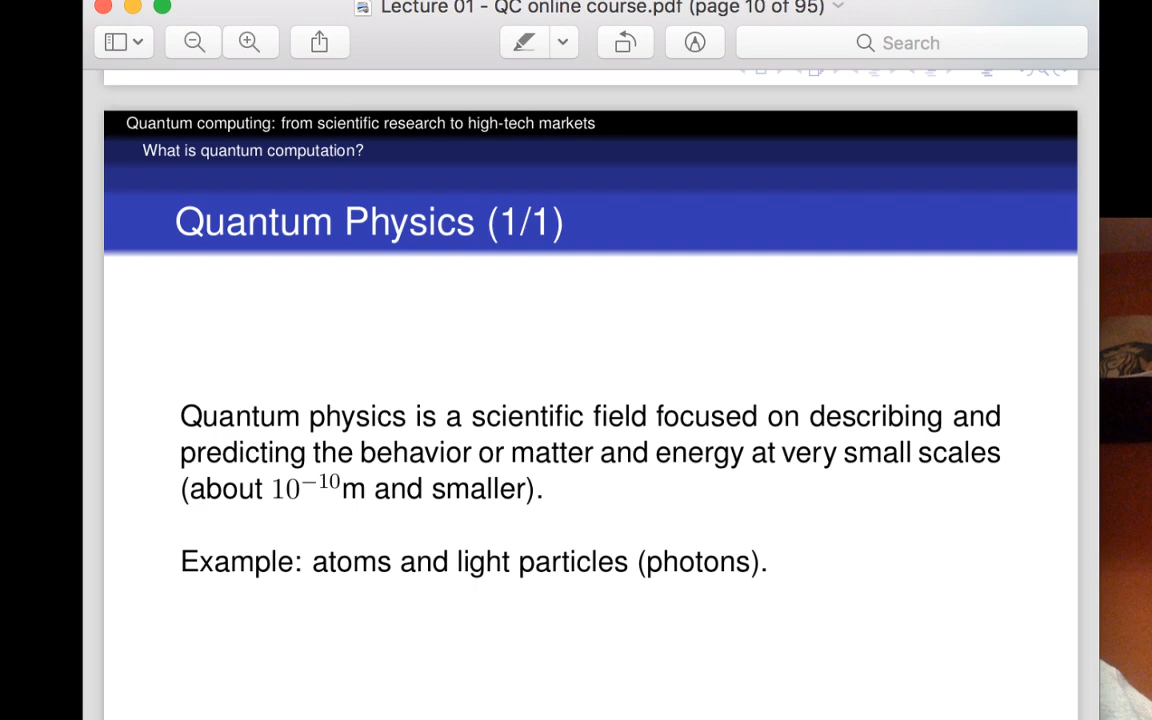 Lecture 01 - QC online course.pdf (page 10 of 95)
Search
Quantum computing: from scientific research to high-tech markets
What is quantum computation?
Quantum Physics (1/1)
Quantum physics is a scientific field focused on describing and
predicting the behavior or matter and energy at very small scales
(about 10⁻¹⁰m and smaller).
Example: atoms and light particles (photons).